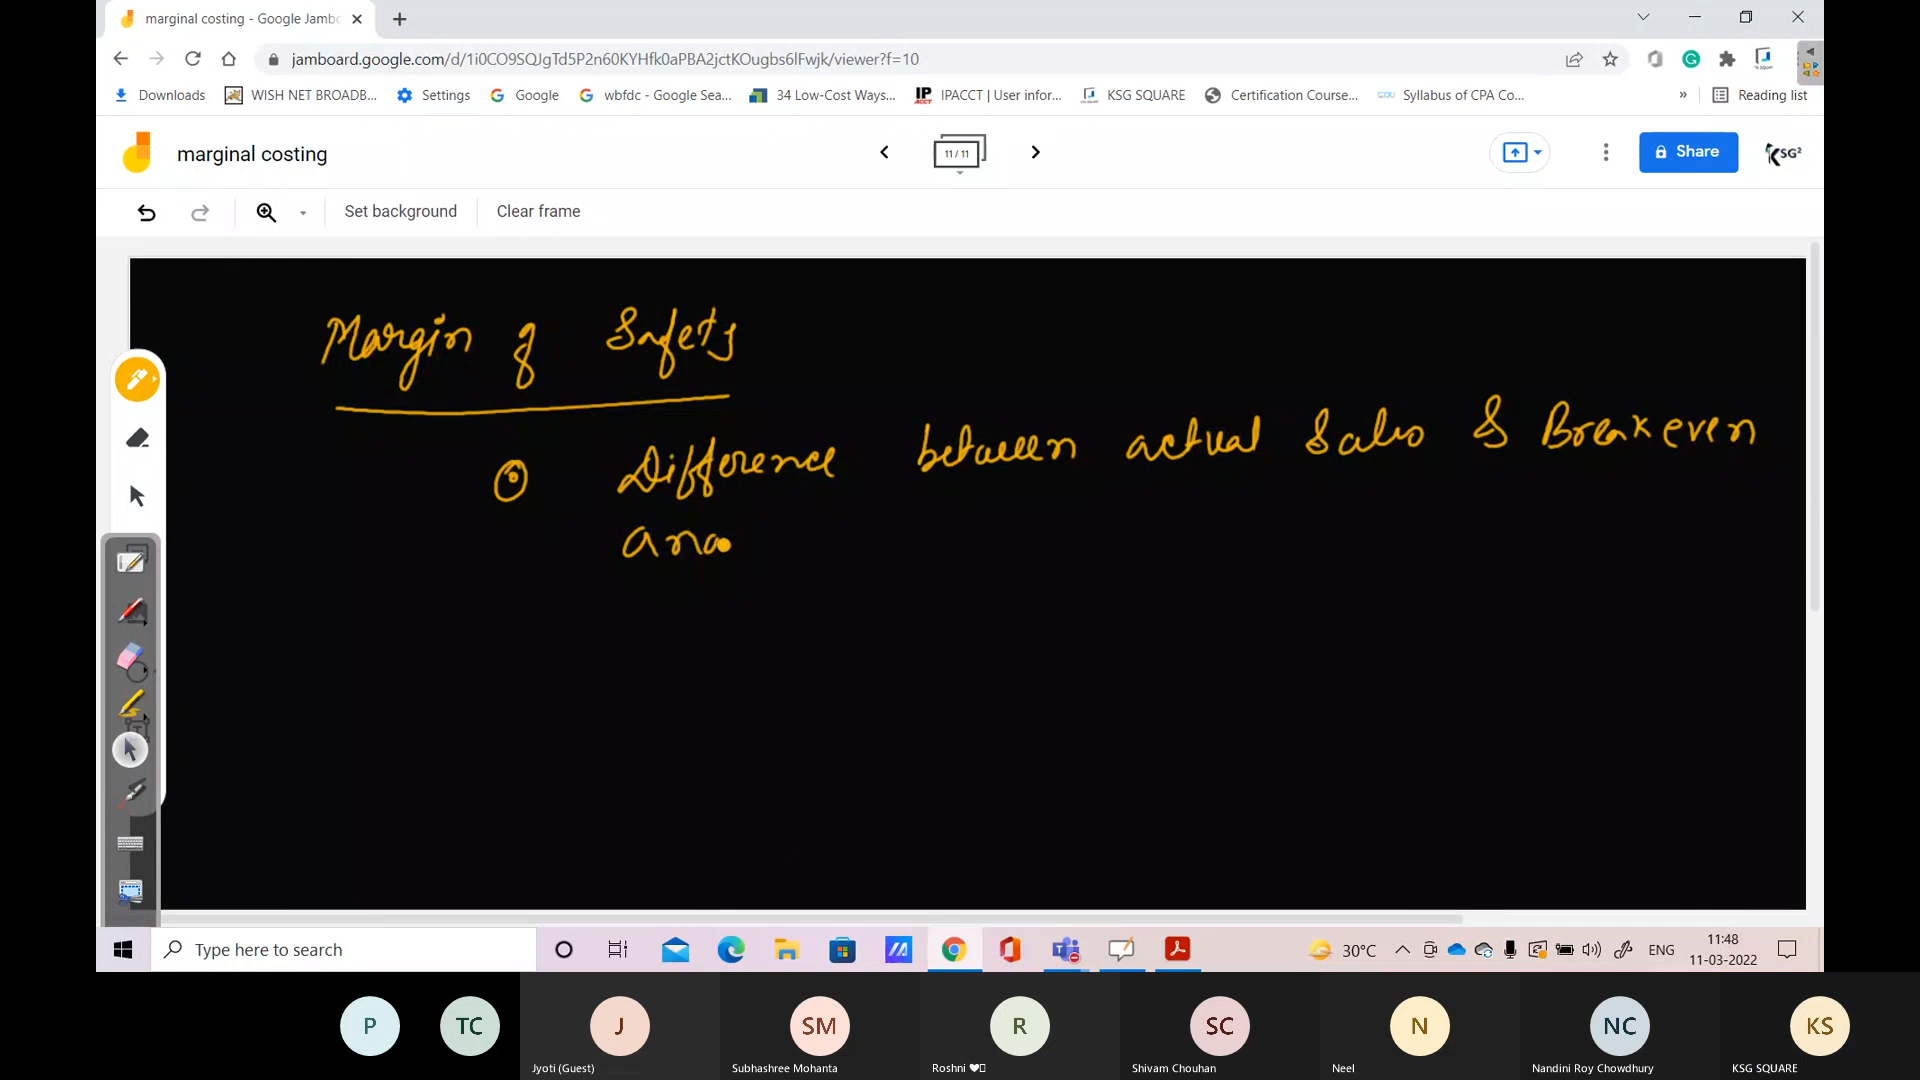 marginal costing - Google Jambo
jamboard.google.com/d/1i0CO9SQJgTd5P2n60KYHfk0aPBA2jctKOugbs6lFwjk/viewer?f=10
Downloads WISH NET BROADB... Settings Google wbfdc - Google Sea... 34 Low-Cost Ways... IPACCT | User infor... KSG SQUARE Certification Course... Syllabus of CPA Co... » Reading list
marginal costing 11 / 11 Share KSG²
Set background Clear frame
Margin of Safety
Difference between actual Sales & Breakeven
ana
Type here to search 30°C ENG 11:48
11-03-2022
P TC J SM R SC N NC KS
Jyoti (Guest) Subhashree Mohanta Roshni Shivam Chouhan Neel Nandini Roy Chowdhury KSG SQUARE